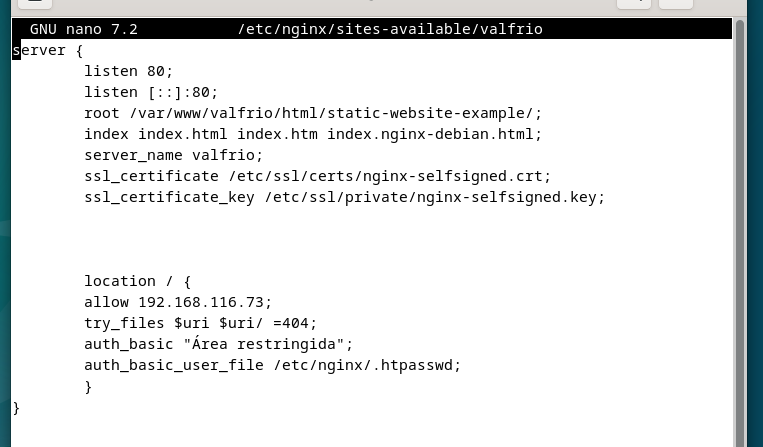 GNU nano 7.2 /etc/nginx/sites-available/valfrio
server {
listen 80;
listen [::]:80;
root /var/www/valfrio/html/static-website-example/;
index index.html index.htm index.nginx-debian.html;
server_name valfrio;
ssl_certificate /etc/ssl/certs/nginx-selfsigned.crt;
ssl_certificate_key /etc/ssl/private/nginx-selfsigned.key;
location / {
allow 192.168.116.73;
try_files $uri $uri/ =404;
auth_basic "Área restringida";
auth_basic_user_file /etc/nginx/.htpasswd;
}
}